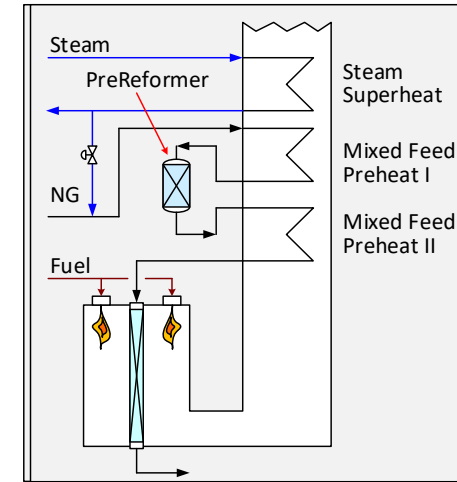 Steam
PreReformer
Steam
Superheat
Mixed Feed
Preheat I
NG
Mixed Feed
Preheat II
Fuel